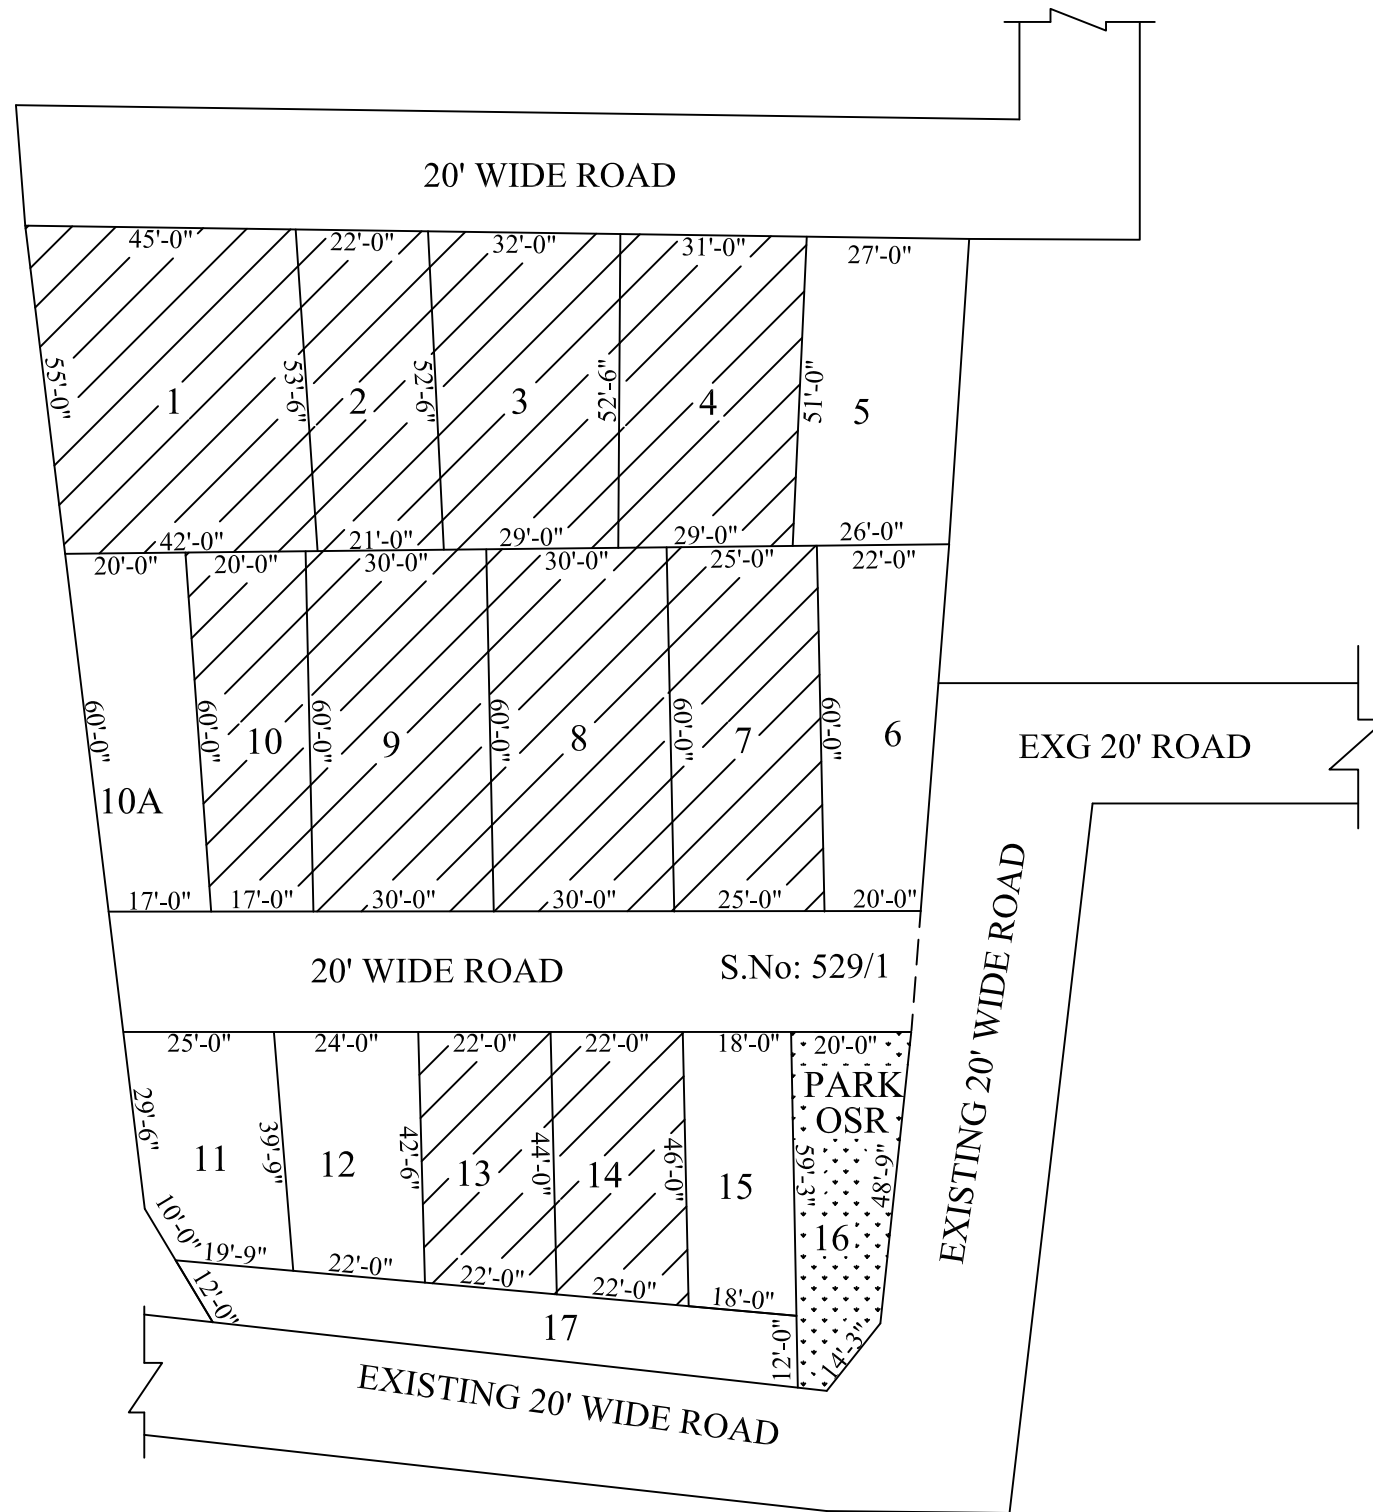 20' WIDE ROAD
45'-0" 22'-0" 32'-0" 31'-0" 27'-0"
55'-0" 53'-6" 52'-6" 52'-6" 51'-0"
1 2 3 4 5
42'-0" 21'-0" 29'-0" 29'-0" 26'-0"
20'-0" 20'-0" 30'-0" 30'-0" 25'-0" 22'-0"
60'-0" 60'-0" 60'-0" 60'-0" 60'-0" 60'-0"
10A 10 9 8 7 6
17'-0" 17'-0" 30'-0" 30'-0" 25'-0" 20'-0"
EXG 20' ROAD
20' WIDE ROAD
S.No: 529/1
EXISTING 20' WIDE ROAD
25'-0" 24'-0" 22'-0" 22'-0" 18'-0" 20'-0"
PARK
OSR
29'-6" 39'-9" 42'-6" 44'-0" 46'-0" 59'-3" 48'-9"
11 12 13 14 15 16
10'-0" 19'-9" 22'-0" 22'-0" 22'-0" 18'-0"
12'-0" 17 12'-0" 14'-3"
EXISTING 20' WIDE ROAD